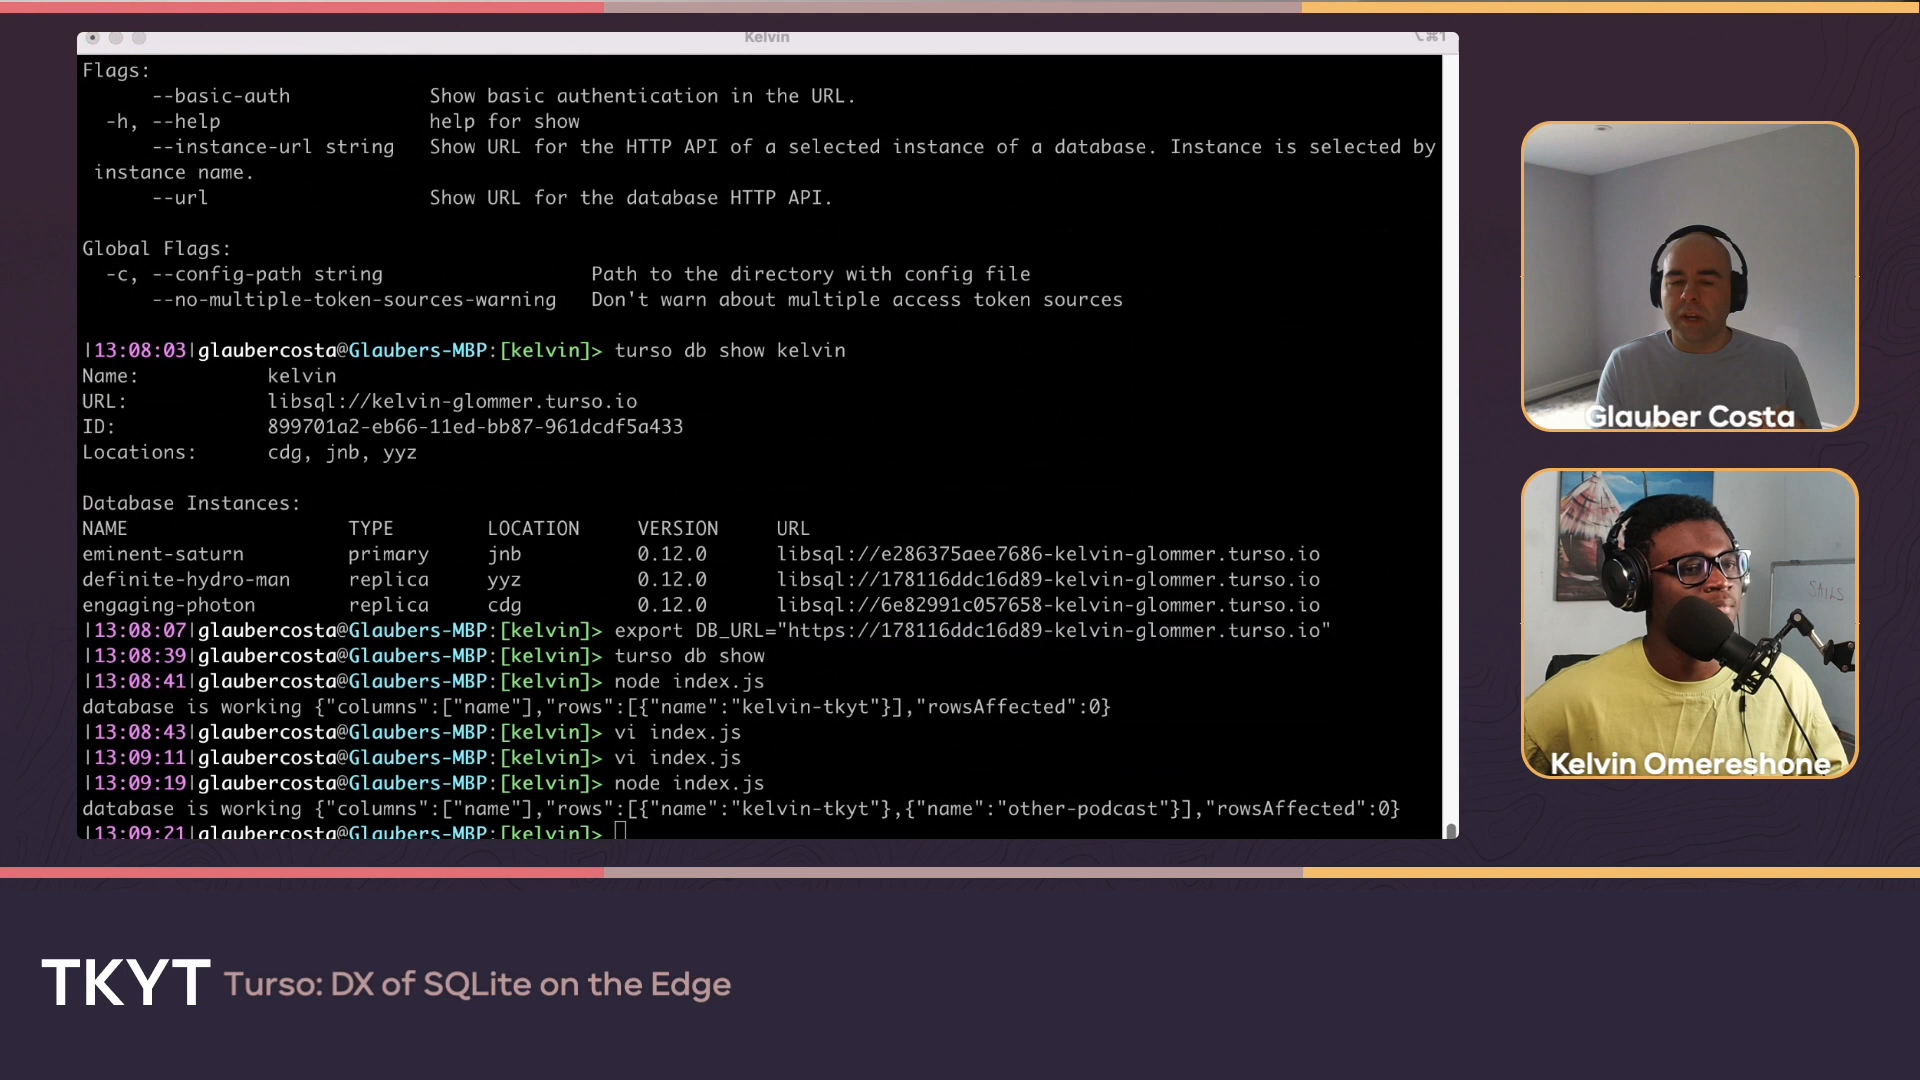 Kelvin
⌥⌘1
Flags:
--basic-auth Show basic authentication in the URL.
-h, --help help for show
--instance-url string Show URL for the HTTP API of a selected instance of a database. Instance is selected by
instance name.
--url Show URL for the database HTTP API.
Global Flags:
-c, --config-path string Path to the directory with config file
--no-multiple-token-sources-warning Don't warn about multiple access token sources
|13:08:03|glaubercosta@Glaubers-MBP:[kelvin]> turso db show kelvin
Name: kelvin
URL: libsql://kelvin-glommer.turso.io
ID: 899701a2-eb66-11ed-bb87-961dcdf5a433
Locations: cdg, jnb, yyz
Database Instances:
NAME TYPE LOCATION VERSION URL
eminent-saturn primary jnb 0.12.0 libsql://e286375aee7686-kelvin-glommer.turso.io
definite-hydro-man replica yyz 0.12.0 libsql://178116ddc16d89-kelvin-glommer.turso.io
engaging-photon replica cdg 0.12.0 libsql://6e82991c057658-kelvin-glommer.turso.io
|13:08:07|glaubercosta@Glaubers-MBP:[kelvin]> export DB_URL="https://178116ddc16d89-kelvin-glommer.turso.io"
|13:08:39|glaubercosta@Glaubers-MBP:[kelvin]> turso db show
|13:08:41|glaubercosta@Glaubers-MBP:[kelvin]> node index.js
database is working {"columns":["name"],"rows":[{"name":"kelvin-tkyt"}],"rowsAffected":0}
|13:08:43|glaubercosta@Glaubers-MBP:[kelvin]> vi index.js
|13:09:11|glaubercosta@Glaubers-MBP:[kelvin]> vi index.js
|13:09:19|glaubercosta@Glaubers-MBP:[kelvin]> node index.js
database is working {"columns":["name"],"rows":[{"name":"kelvin-tkyt"},{"name":"other-podcast"}],"rowsAffected":0}
|13:09:21|glaubercosta@Glaubers-MBP:[kelvin]>
Glauber Costa
SAILS
Kelvin Omereshone
TKYT Turso: DX of SQLite on the Edge